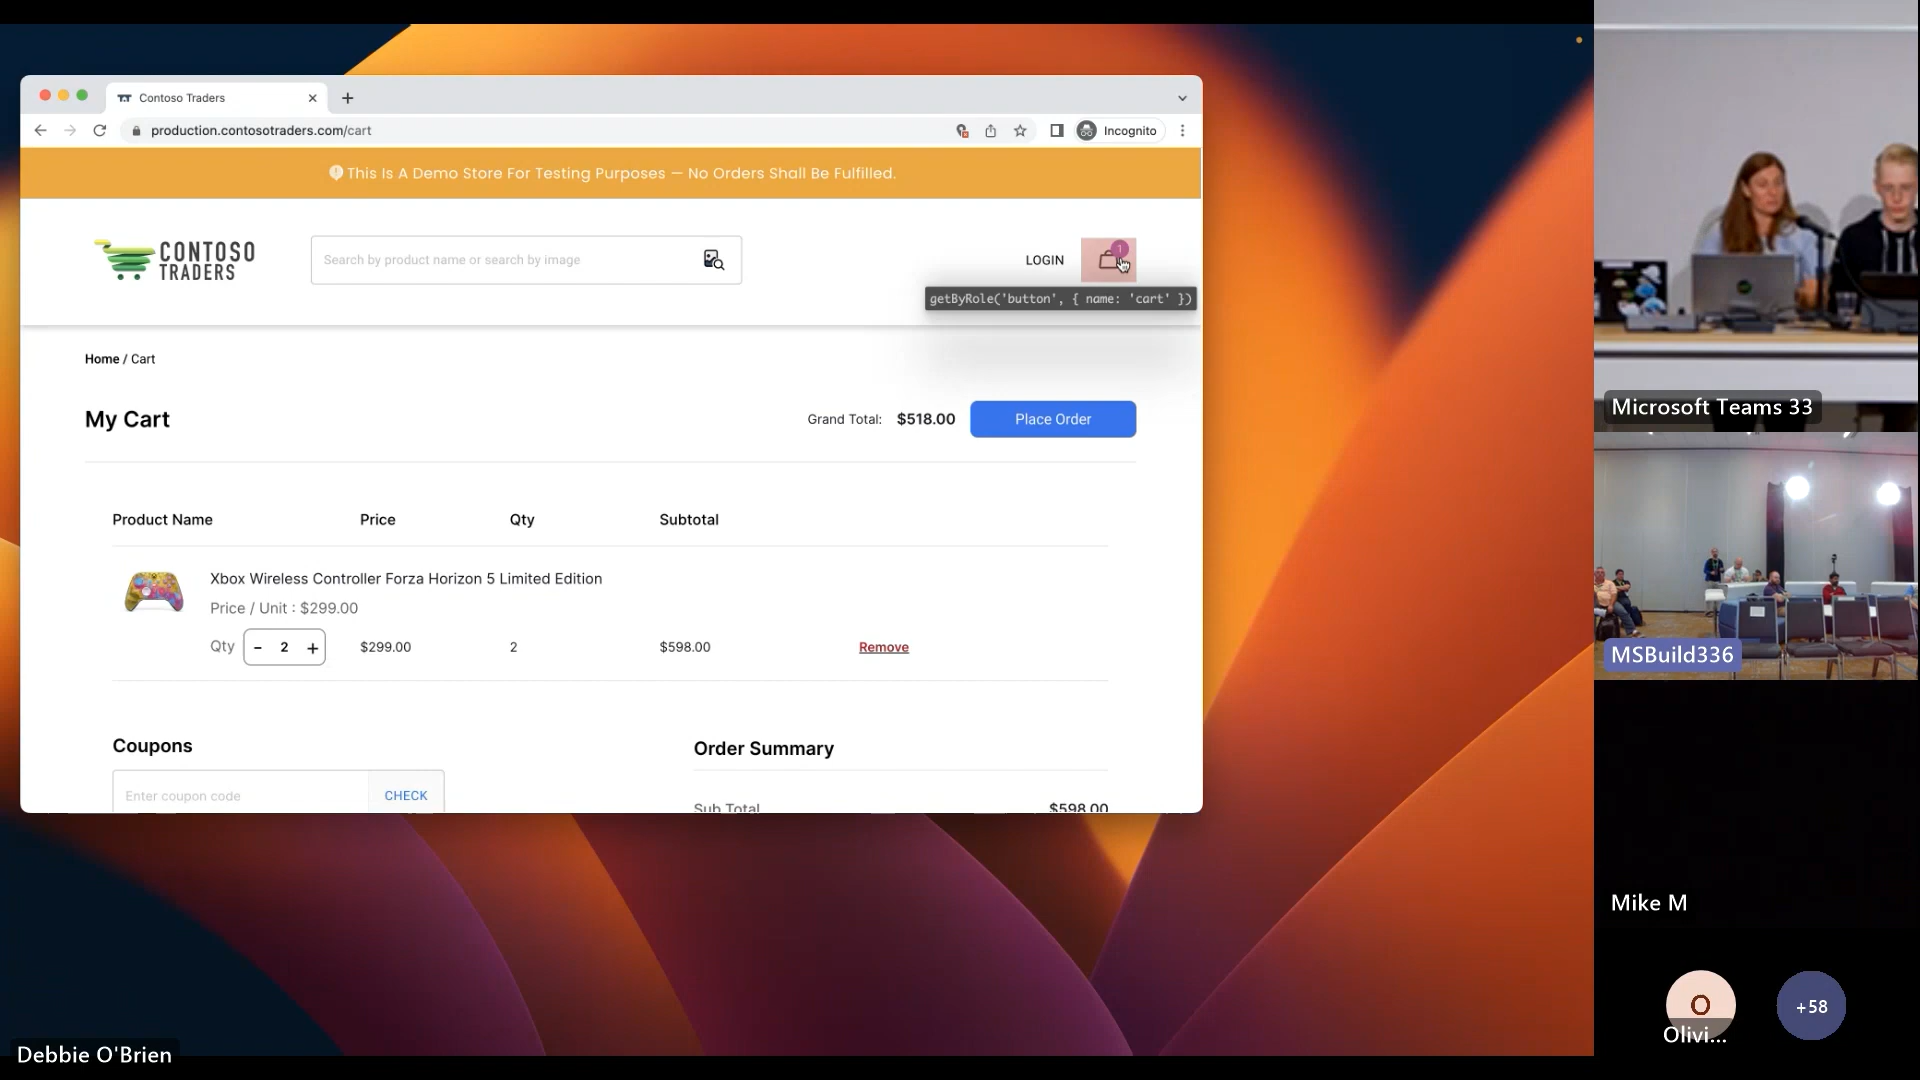 Contoso Traders
production.contosotraders.com/cart
Incognito
This Is A Demo Store For Testing Purposes — No Orders Shall Be Fulfilled.
CONTOSO
TRADERS
Search by product name or search by image
LOGIN
1
getByRole('button', { name: 'cart' })
Home / Cart
My Cart
Grand Total: $518.00
Place Order
Product Name Price Qty Subtotal
Xbox Wireless Controller Forza Horizon 5 Limited Edition
Price / Unit : $299.00
Qty - 2 + $299.00 2 $598.00 Remove
Coupons
Order Summary
Enter coupon code
CHECK
Sub Total $598.00
Debbie O'Brien
Microsoft Teams 33
MSBuild336
Mike M
O
Olivi...
+58